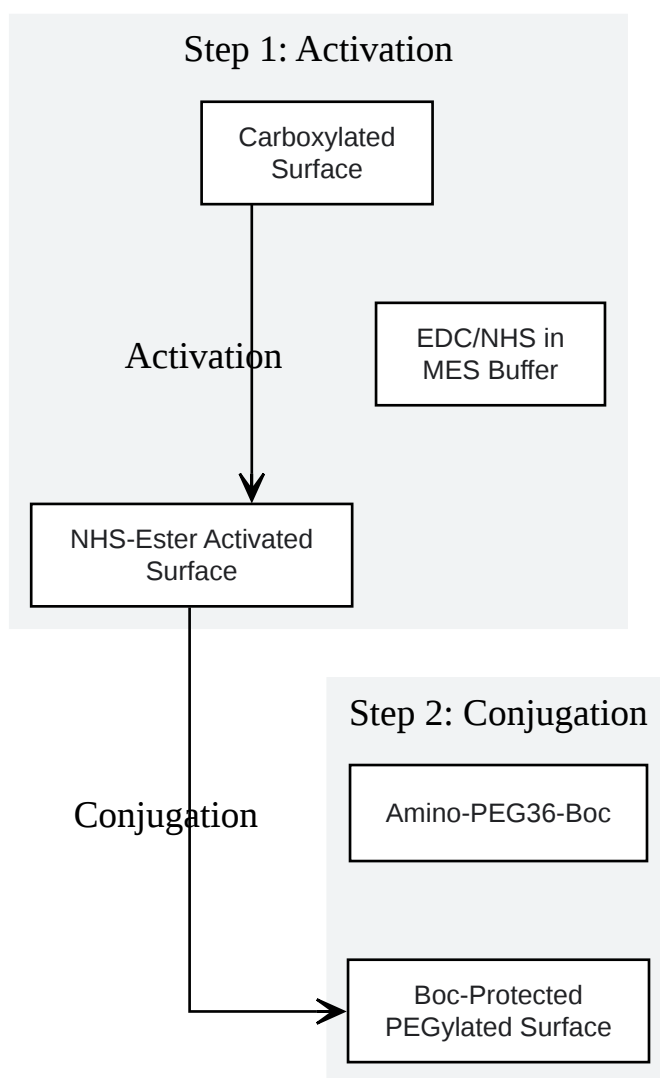 Step 1: Activation
Carboxylated
Surface
EDC/NHS in
MES Buffer
Activation
NHS-Ester Activated
Surface
Step 2: Conjugation
Amino-PEG36-Boc
Conjugation
Boc-Protected
PEGylated Surface